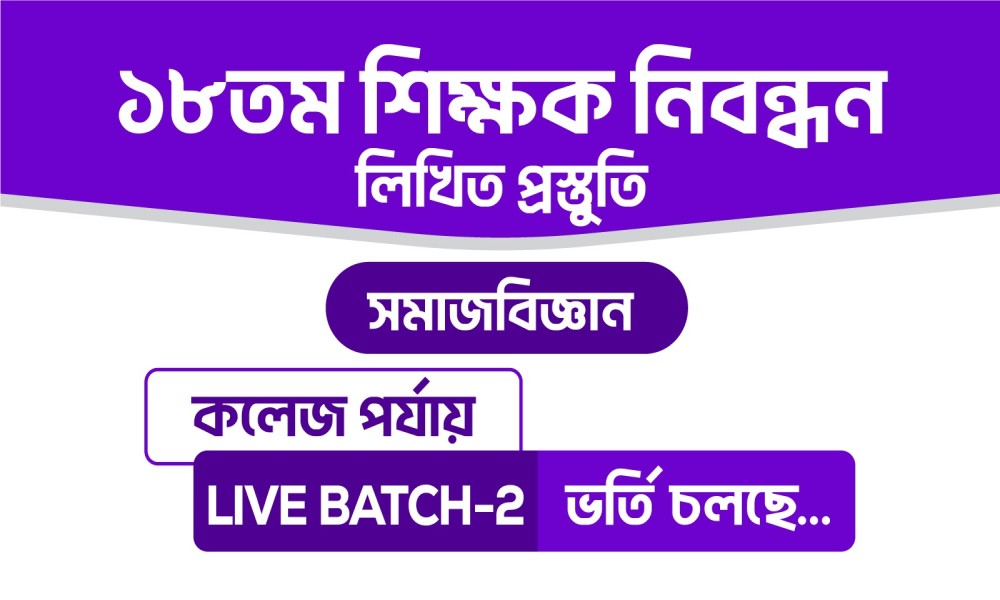 ১৮তম শিক্ষক নিবন্ধন
লিখিত প্রস্তুতি
সমাজবিজ্ঞান
কলেজ পর্যায়
LIVE BATCH-2 ভর্তি চলছে...